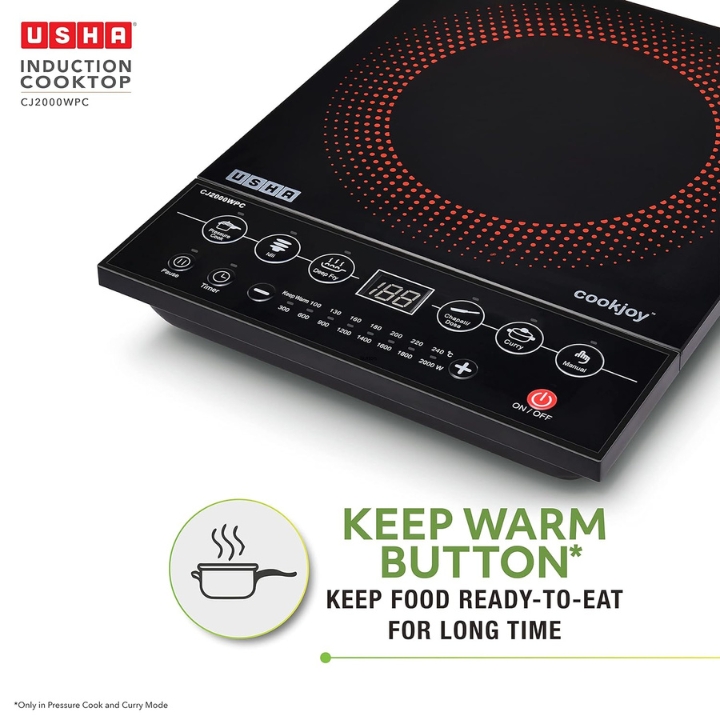 USHA
INDUCTION
COOKTOP
CJ2000WPC
USHA
CJ2000WPC
Pressure
Cook
Idli
Deep Fry
188
Chapati/
Dosa
Curry
Manual
Pause
Timer
Keep Warm 100 130 160 180 200 220 240 °C
300 600 900 1200 1400 1600 1800 2000 W
cookjoy™
ON / OFF
KEEP WARM
BUTTON*
KEEP FOOD READY-TO-EAT
FOR LONG TIME
*Only in Pressure Cook and Curry Mode